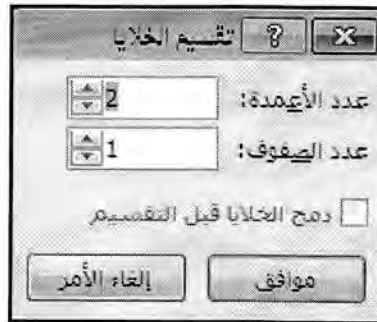 تقسيم الخلايا ?
عدد الأعمدة: 2
عدد الصفوف: 1
دمج الخلايا قبل التقسيم
موافق
إلغاء الأمر